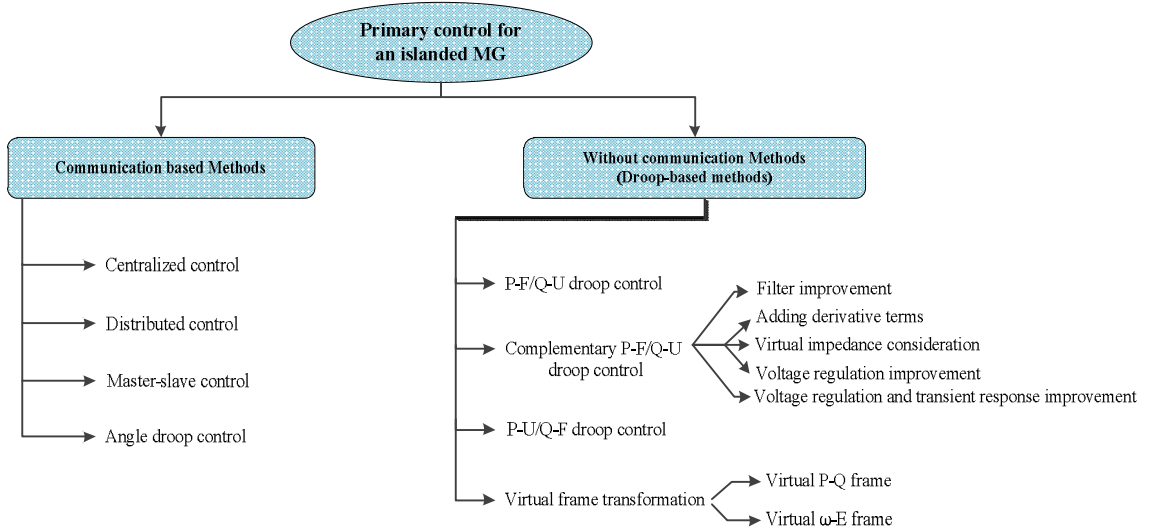 Primary control for
an islanded MG
Communication based Methods
Without communication Methods
(Droop-based methods)
Centralized control
Distributed control
Master-slave control
Angle droop control
P-F/Q-U droop control
Complementary P-F/Q-U
droop control
Filter improvement
Adding derivative terms
Virtual impedance consideration
Voltage regulation improvement
Voltage regulation and transient response improvement
P-U/Q-F droop control
Virtual frame transformation
Virtual P-Q frame
Virtual ω-E frame